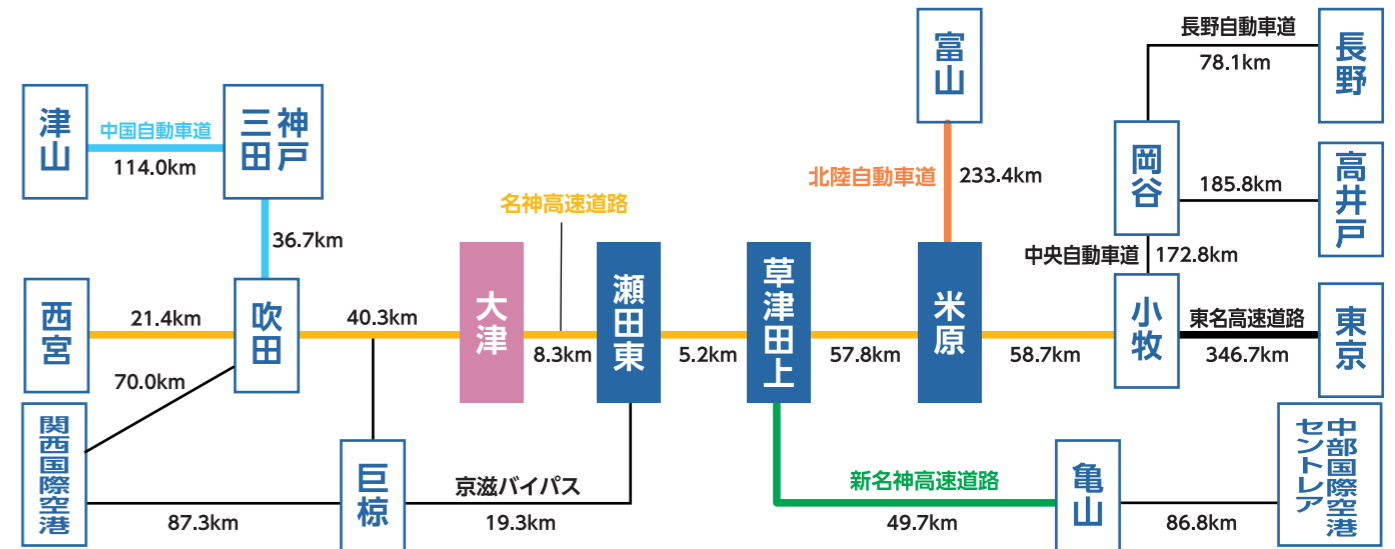 長野自動車道
78.1km
長野
富山
津山
中国自動車道
114.0km
三田
神戸
岡谷
185.8km
高井戸
北陸自動車道
233.4km
名神高速道路
36.7km
中央自動車道
172.8km
西宮
21.4km
吹田
40.3km
大津
8.3km
瀬田東
5.2km
草津田上
57.8km
米原
58.7km
小牧
東名高速道路
346.7km
東京
70.0km
関西国際空港
87.3km
巨椋
京滋バイパス
19.3km
新名神高速道路
49.7km
亀山
86.8km
中部国際空港
セントレア